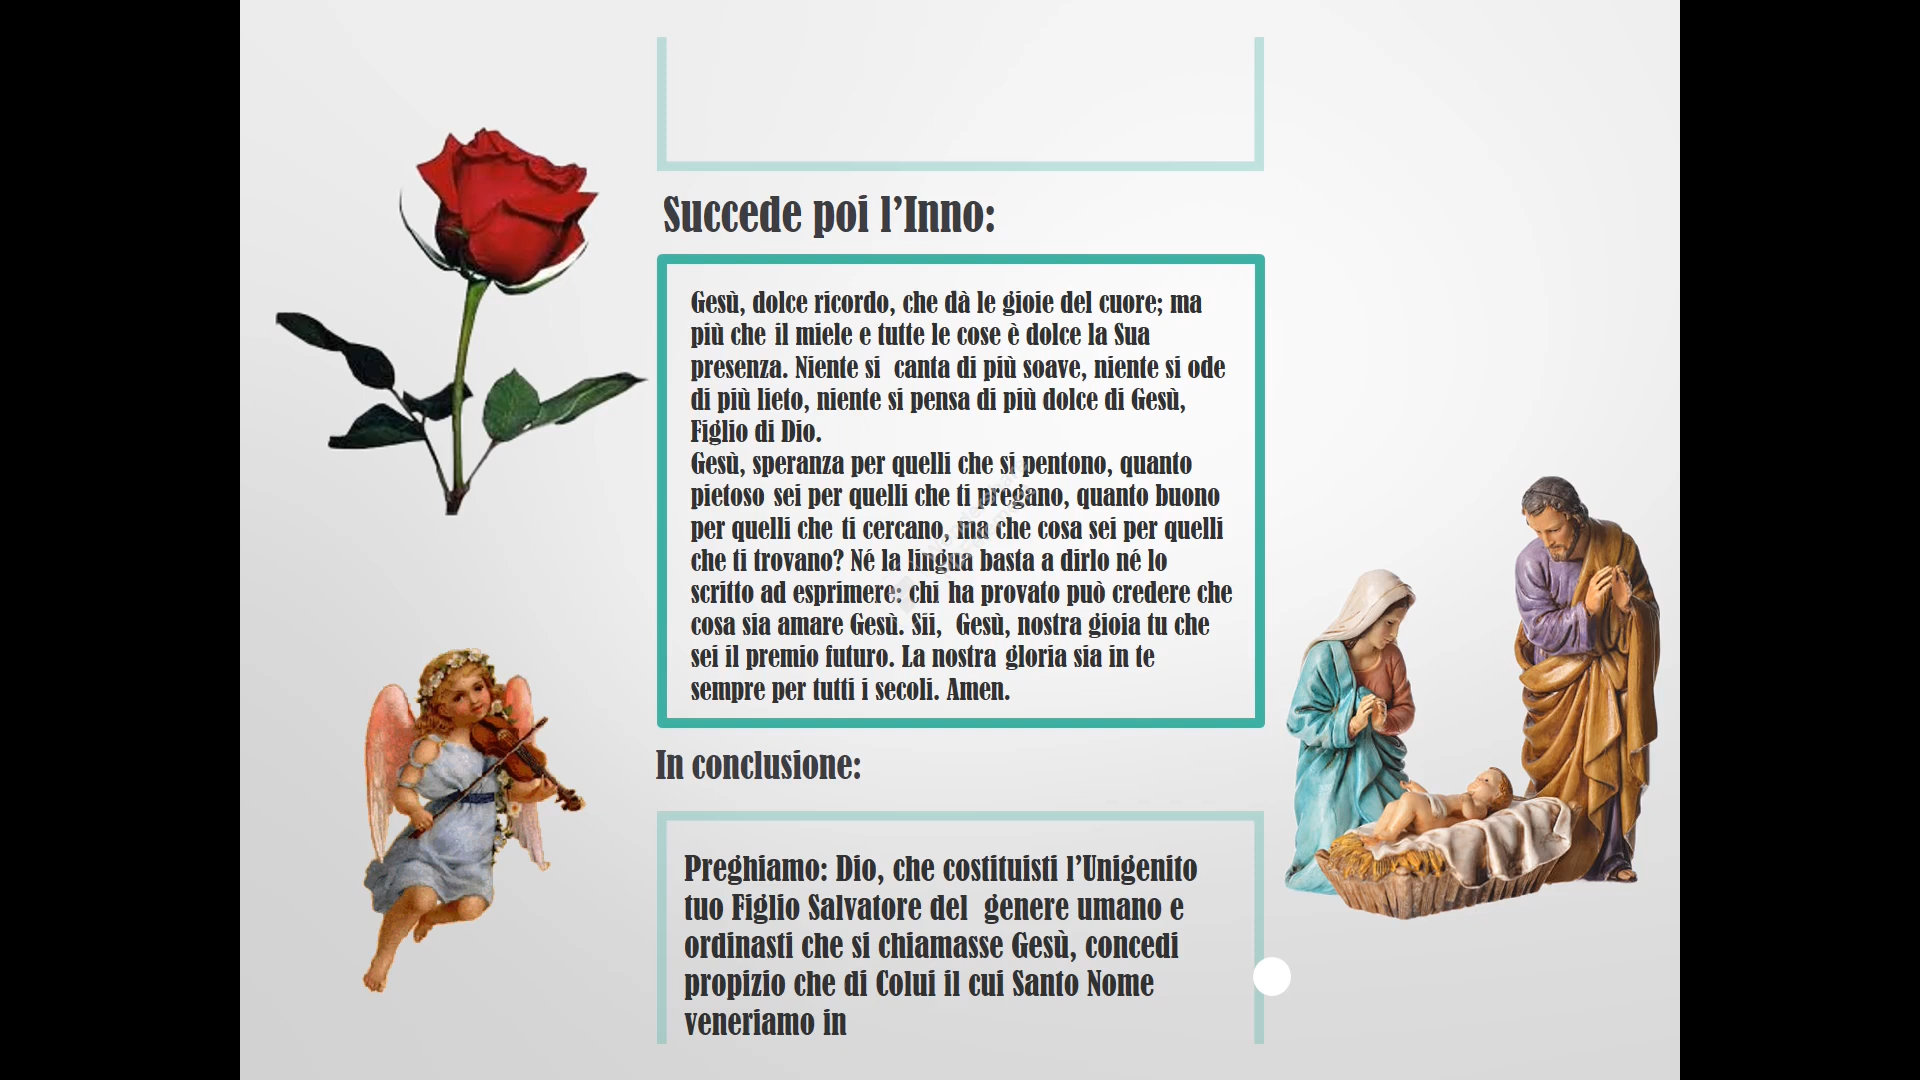 Succede poi l’Inno:
Gesù, dolce ricordo, che dà le gioie del cuore; ma
più che il miele e tutte le cose è dolce la Sua
presenza. Niente si canta di più soave, niente si ode
di più lieto, niente si pensa di più dolce di Gesù,
Figlio di Dio.
Gesù, speranza per quelli che si pentono, quanto
pietoso sei per quelli che ti pregano, quanto buono
per quelli che ti cercano, ma che cosa sei per quelli
che ti trovano? Né la lingua basta a dirlo né lo
scritto ad esprimere: chi ha provato può credere che
cosa sia amare Gesù. Sii, Gesù, nostra gioia tu che
sei il premio futuro. La nostra gloria sia in te
sempre per tutti i secoli. Amen.
In conclusione:
Preghiamo: Dio, che costituisti l’Unigenito
tuo Figlio Salvatore del genere umano e
ordinasti che si chiamasse Gesù, concedi
propizio che di Colui il cui Santo Nome
veneriamo in